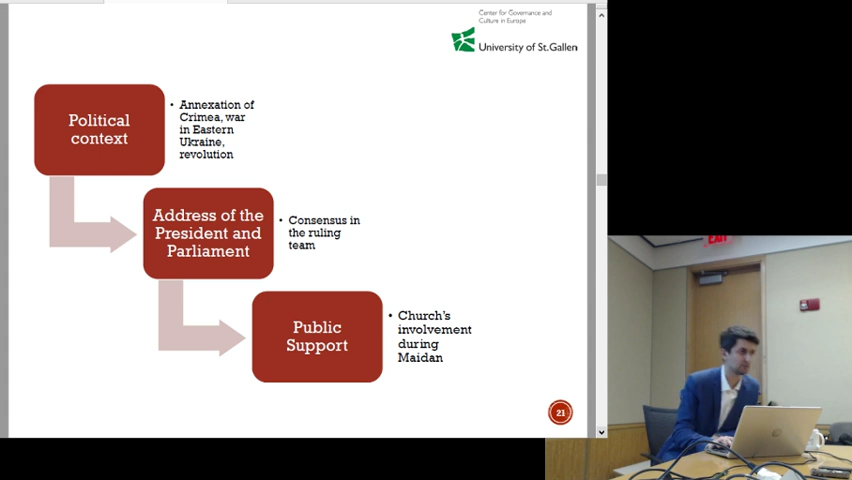 Center for Governance and
Culture in Europe
University of St.Gallen
Political
context
• Annexation of
Crimea, war
in Eastern
Ukraine,
revolution
Address of the
President and
Parliament
• Consensus in
the ruling
team
Public
Support
• Church's
involvement
during
Maidan
21
EXIT